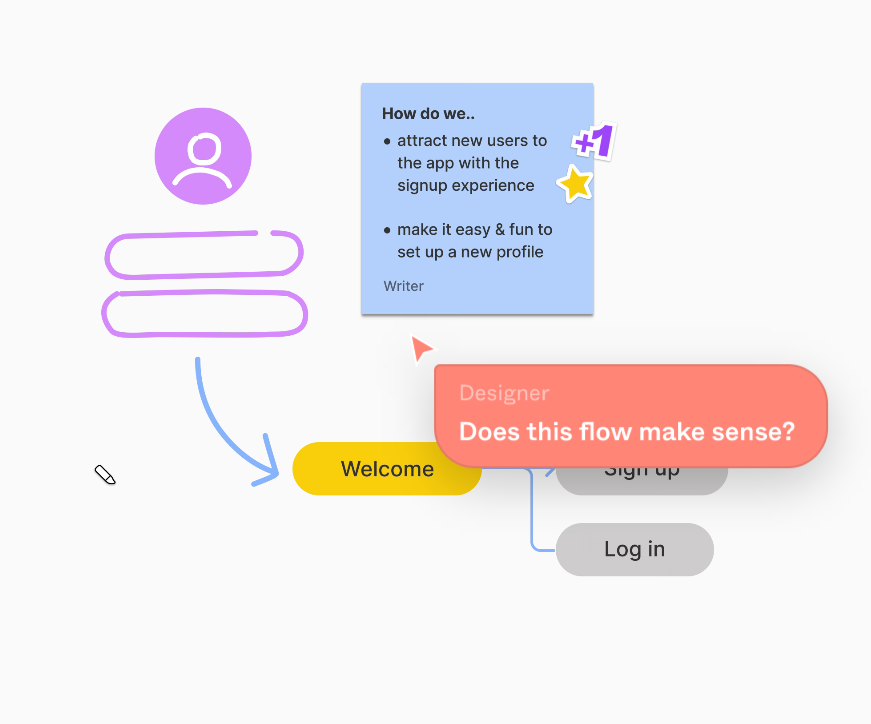 How do we..
• attract new users to
the app with the
signup experience
• make it easy & fun to
set up a new profile
Writer
+1
Designer
Does this flow make sense?
Welcome
Sign up
Log in